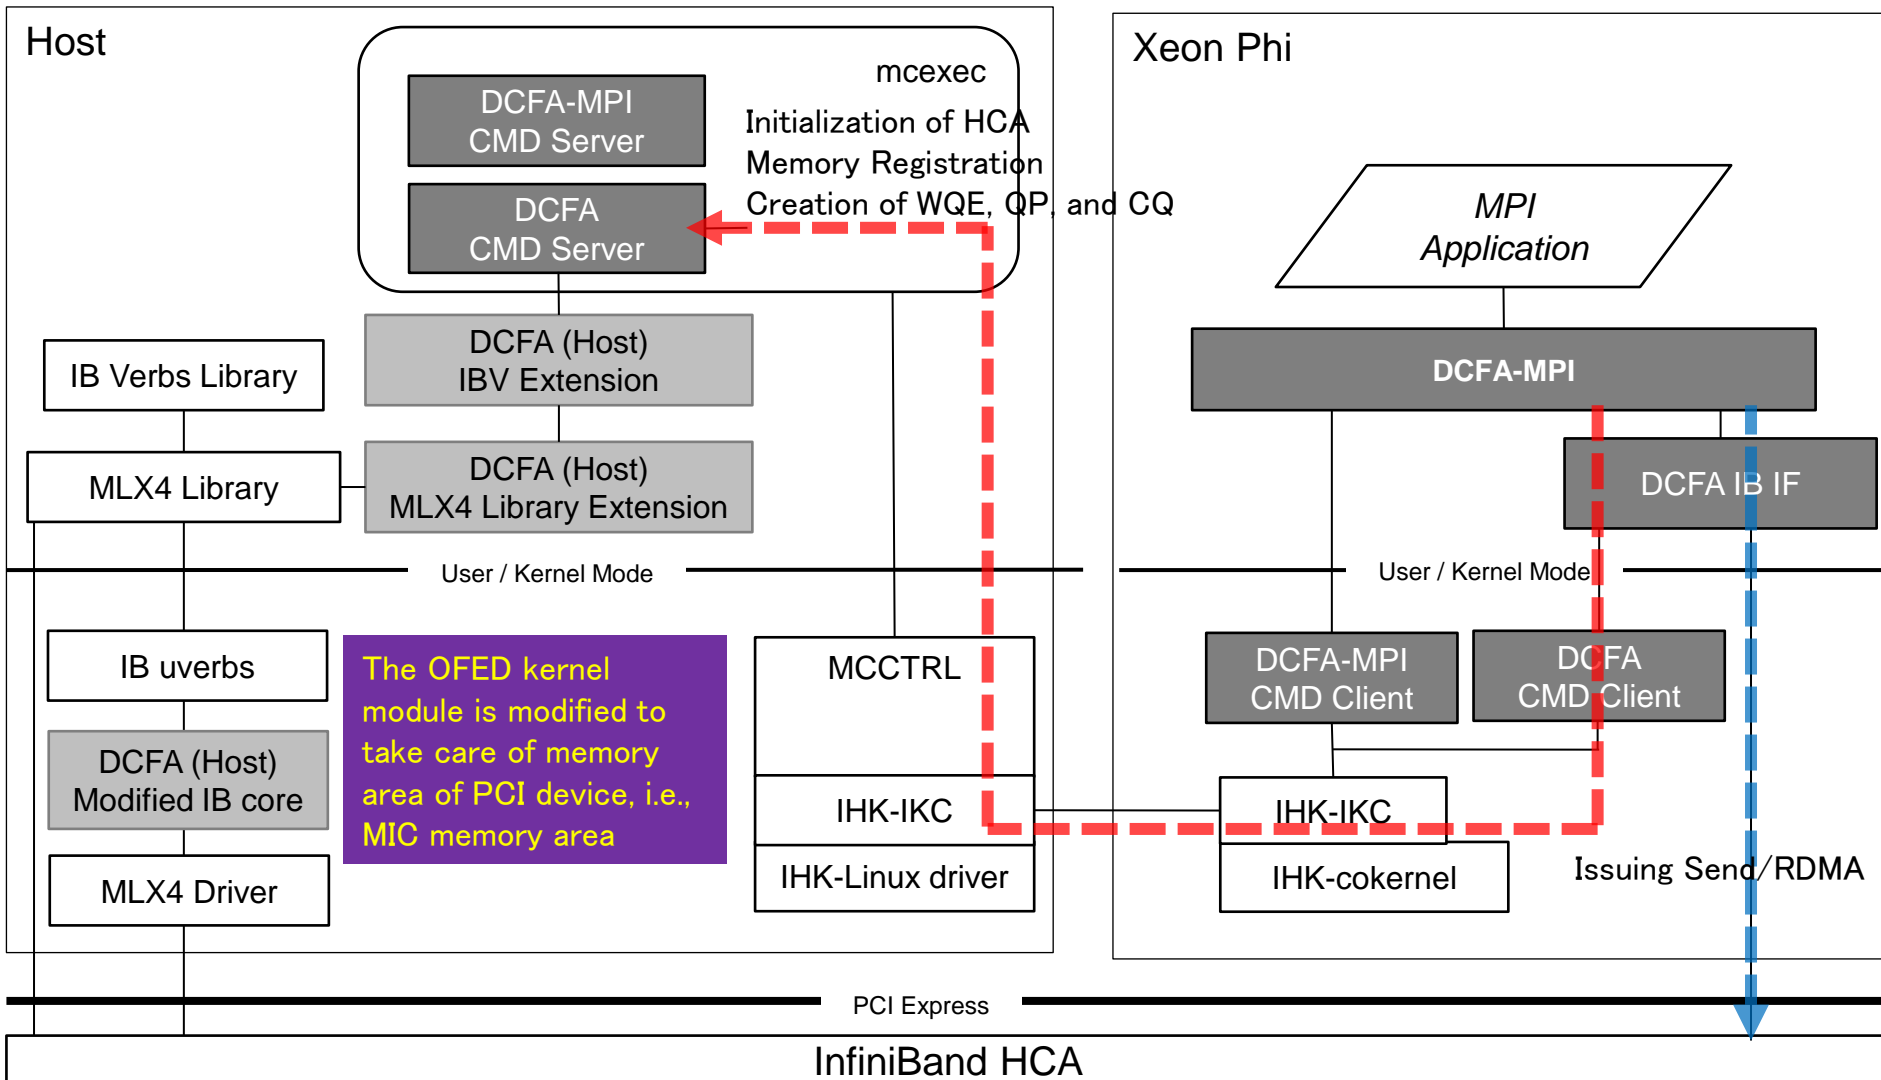 Host
mcexec
DCFA-MPI
CMD Server
Initialization of HCA
Memory Registration
Creation of WQE, QP, and CQ
DCFA
CMD Server
DCFA (Host)
IBV Extension
IB Verbs Library
MLX4 Library
DCFA (Host)
MLX4 Library Extension
User / Kernel Mode
IB uverbs
The OFED kernel
module is modified to
take care of memory
area of PCI device, i.e.,
MIC memory area
DCFA (Host)
Modified IB core
MLX4 Driver
MCCTRL
IHK-IKC
IHK-Linux driver
Xeon Phi
MPI
Application
DCFA-MPI
DCFA IB IF
User / Kernel Mode
DCFA-MPI
CMD Client
DCFA
CMD Client
IHK-IKC
IHK-cokernel
Issuing Send/RDMA
PCI Express
InfiniBand HCA